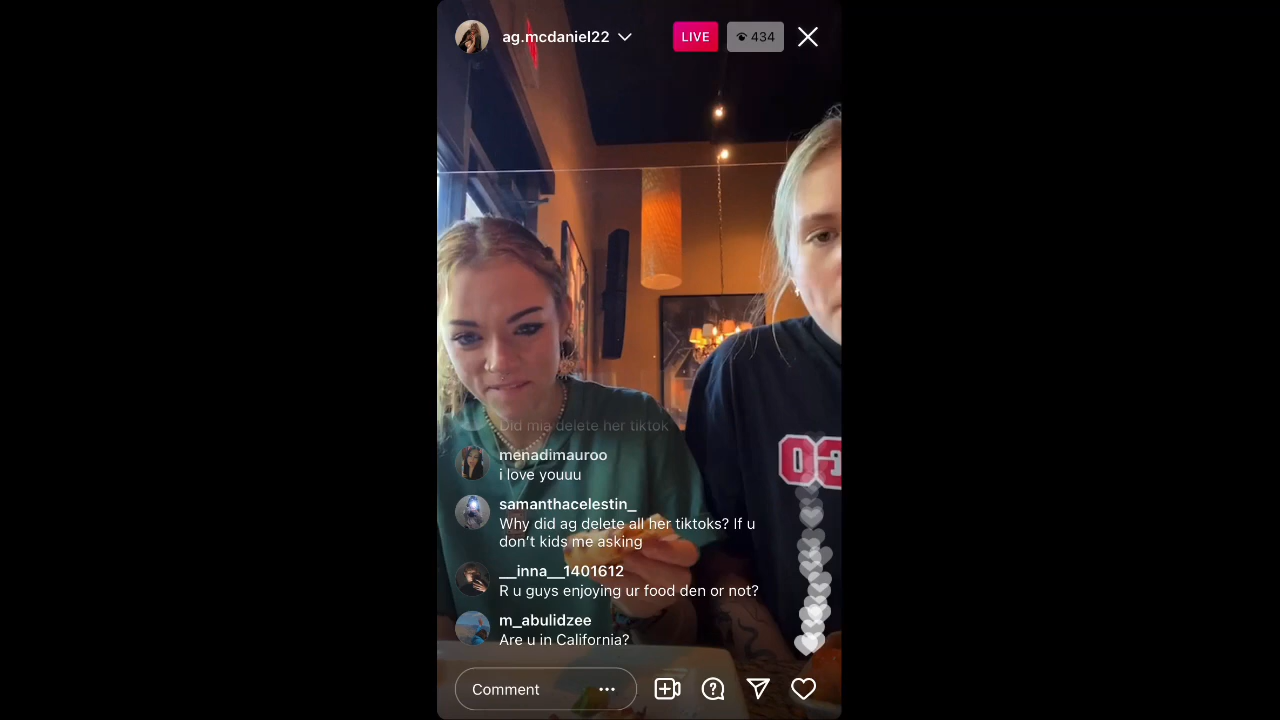 ag.mcdaniel22
LIVE
434
Did mia delete her tiktok
menadimauroo
i love youuu
samanthacelestin_
Why did ag delete all her tiktoks? If u
don't kids me asking
__inna__1401612
R u guys enjoying ur food den or not?
m_abulidzee
Are u in California?
Comment